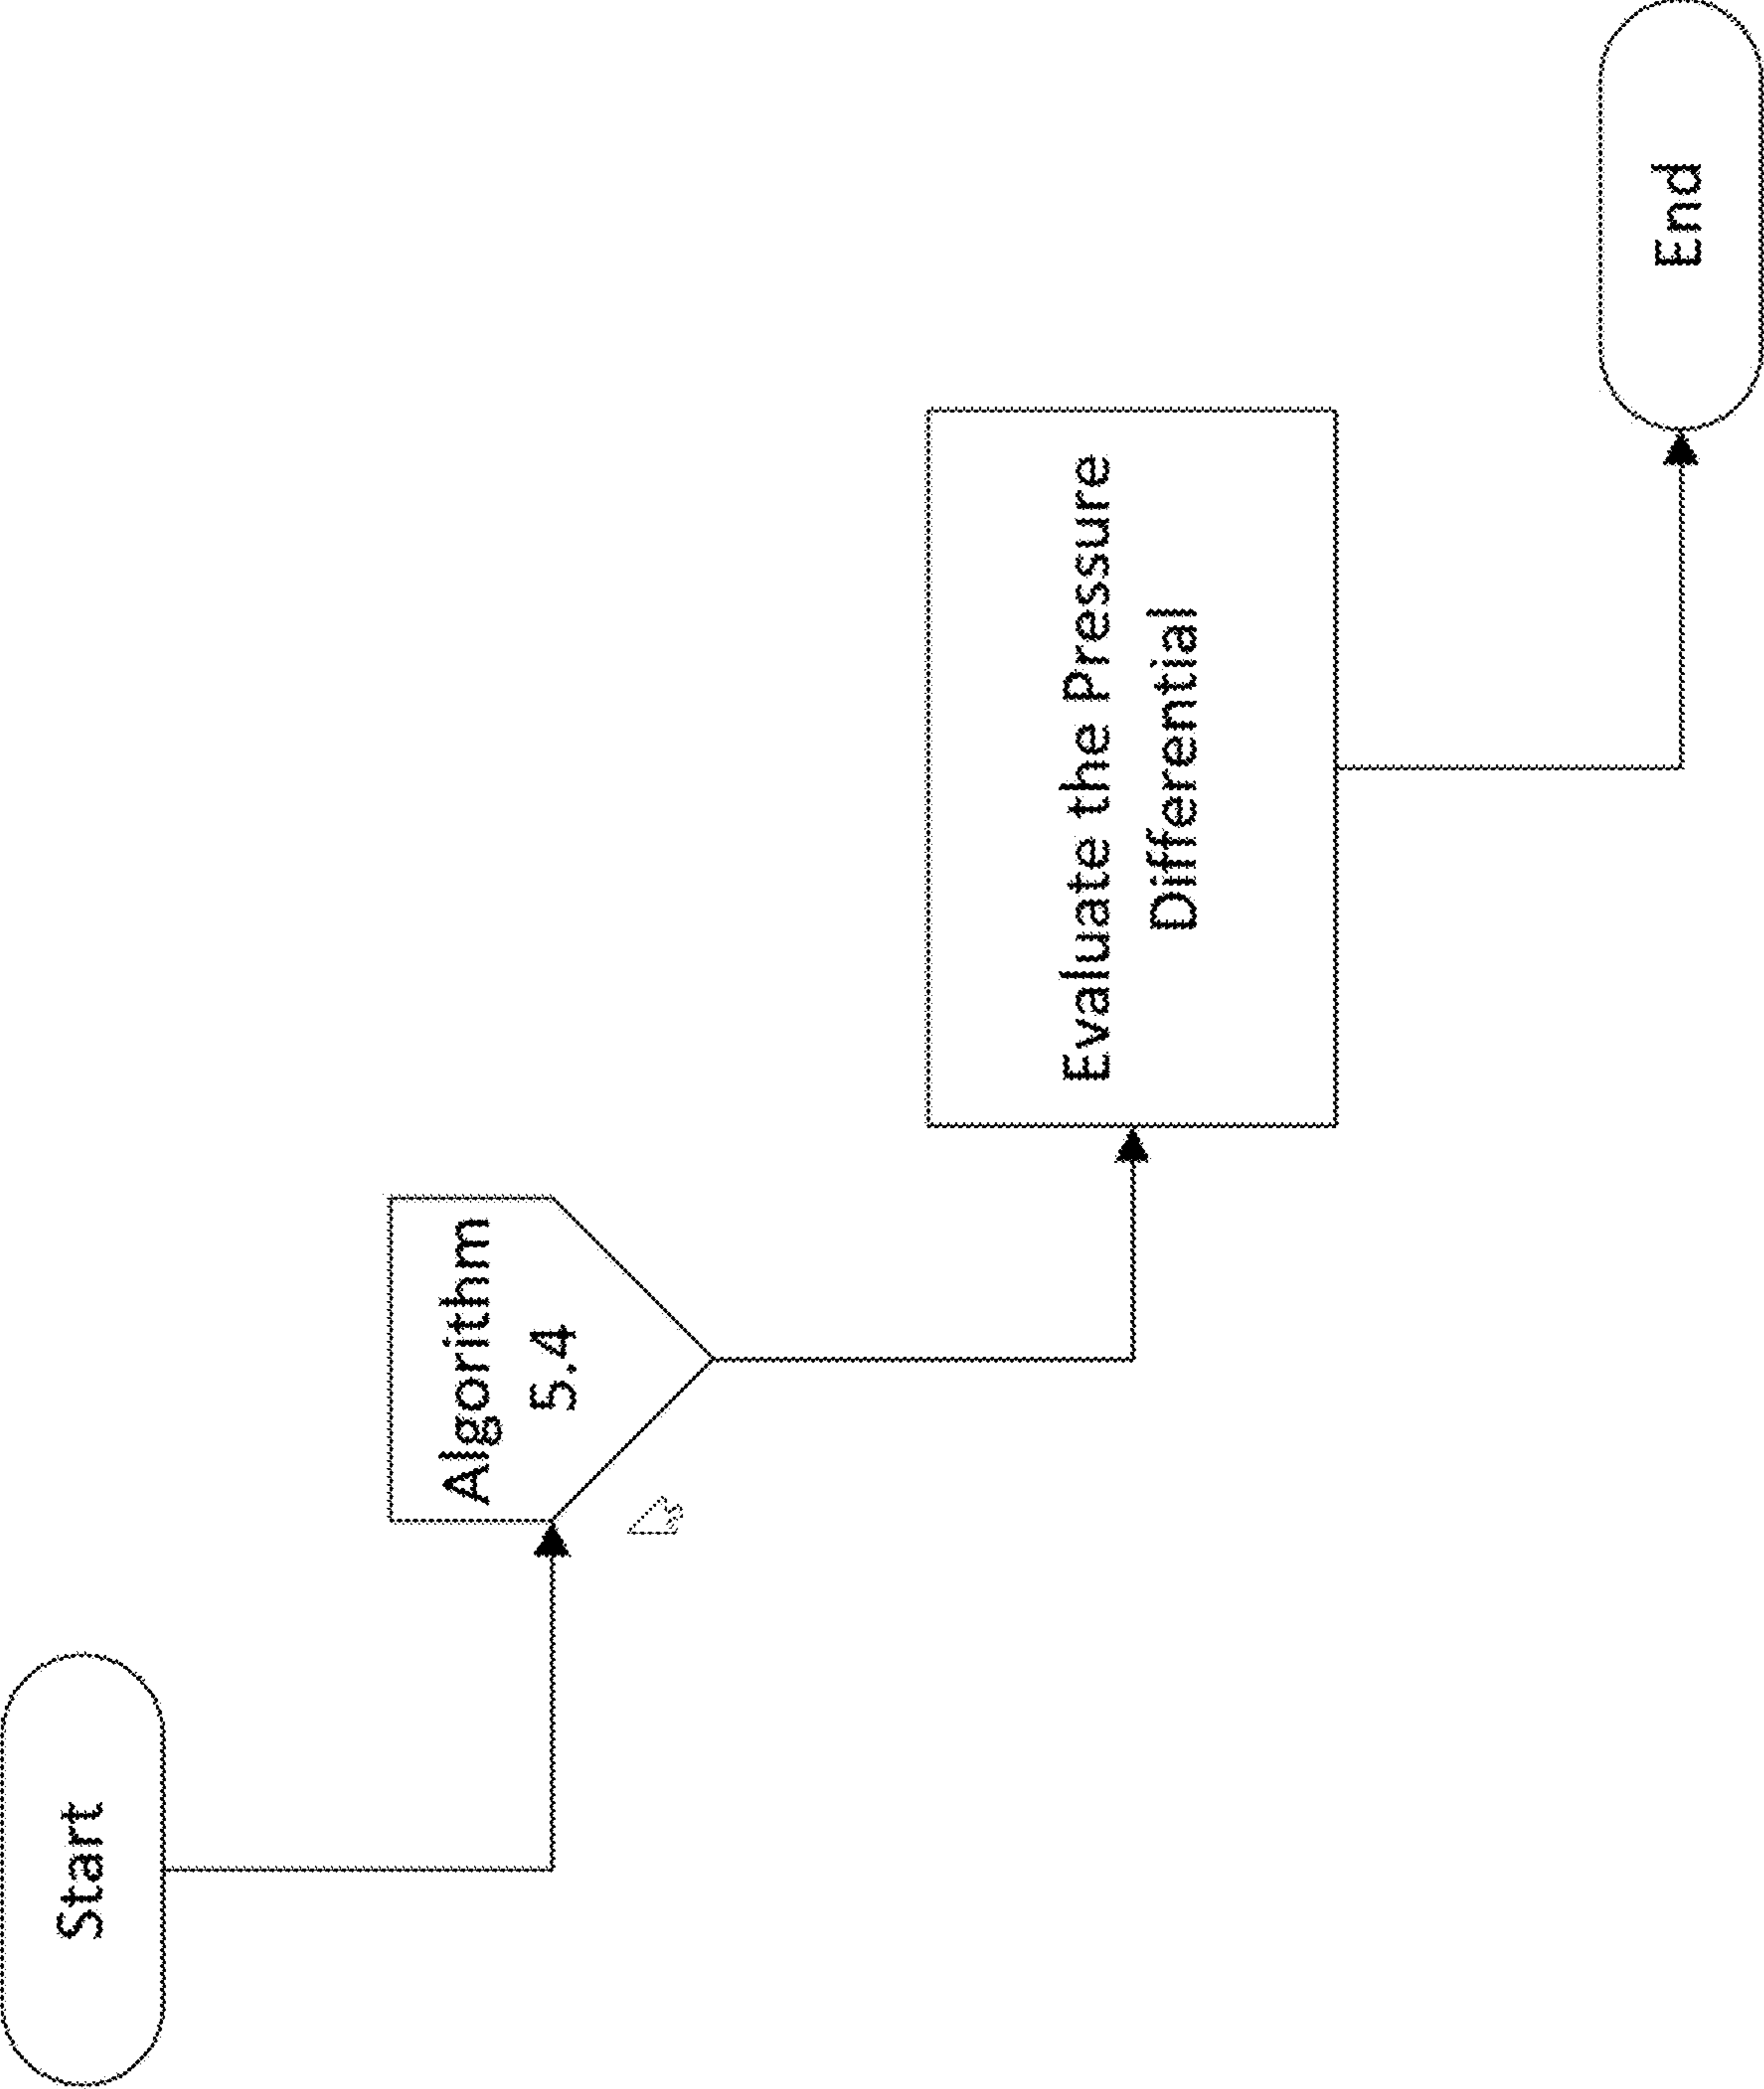 Start
Algorithm
5.4
Evaluate the Pressure
Differential
End